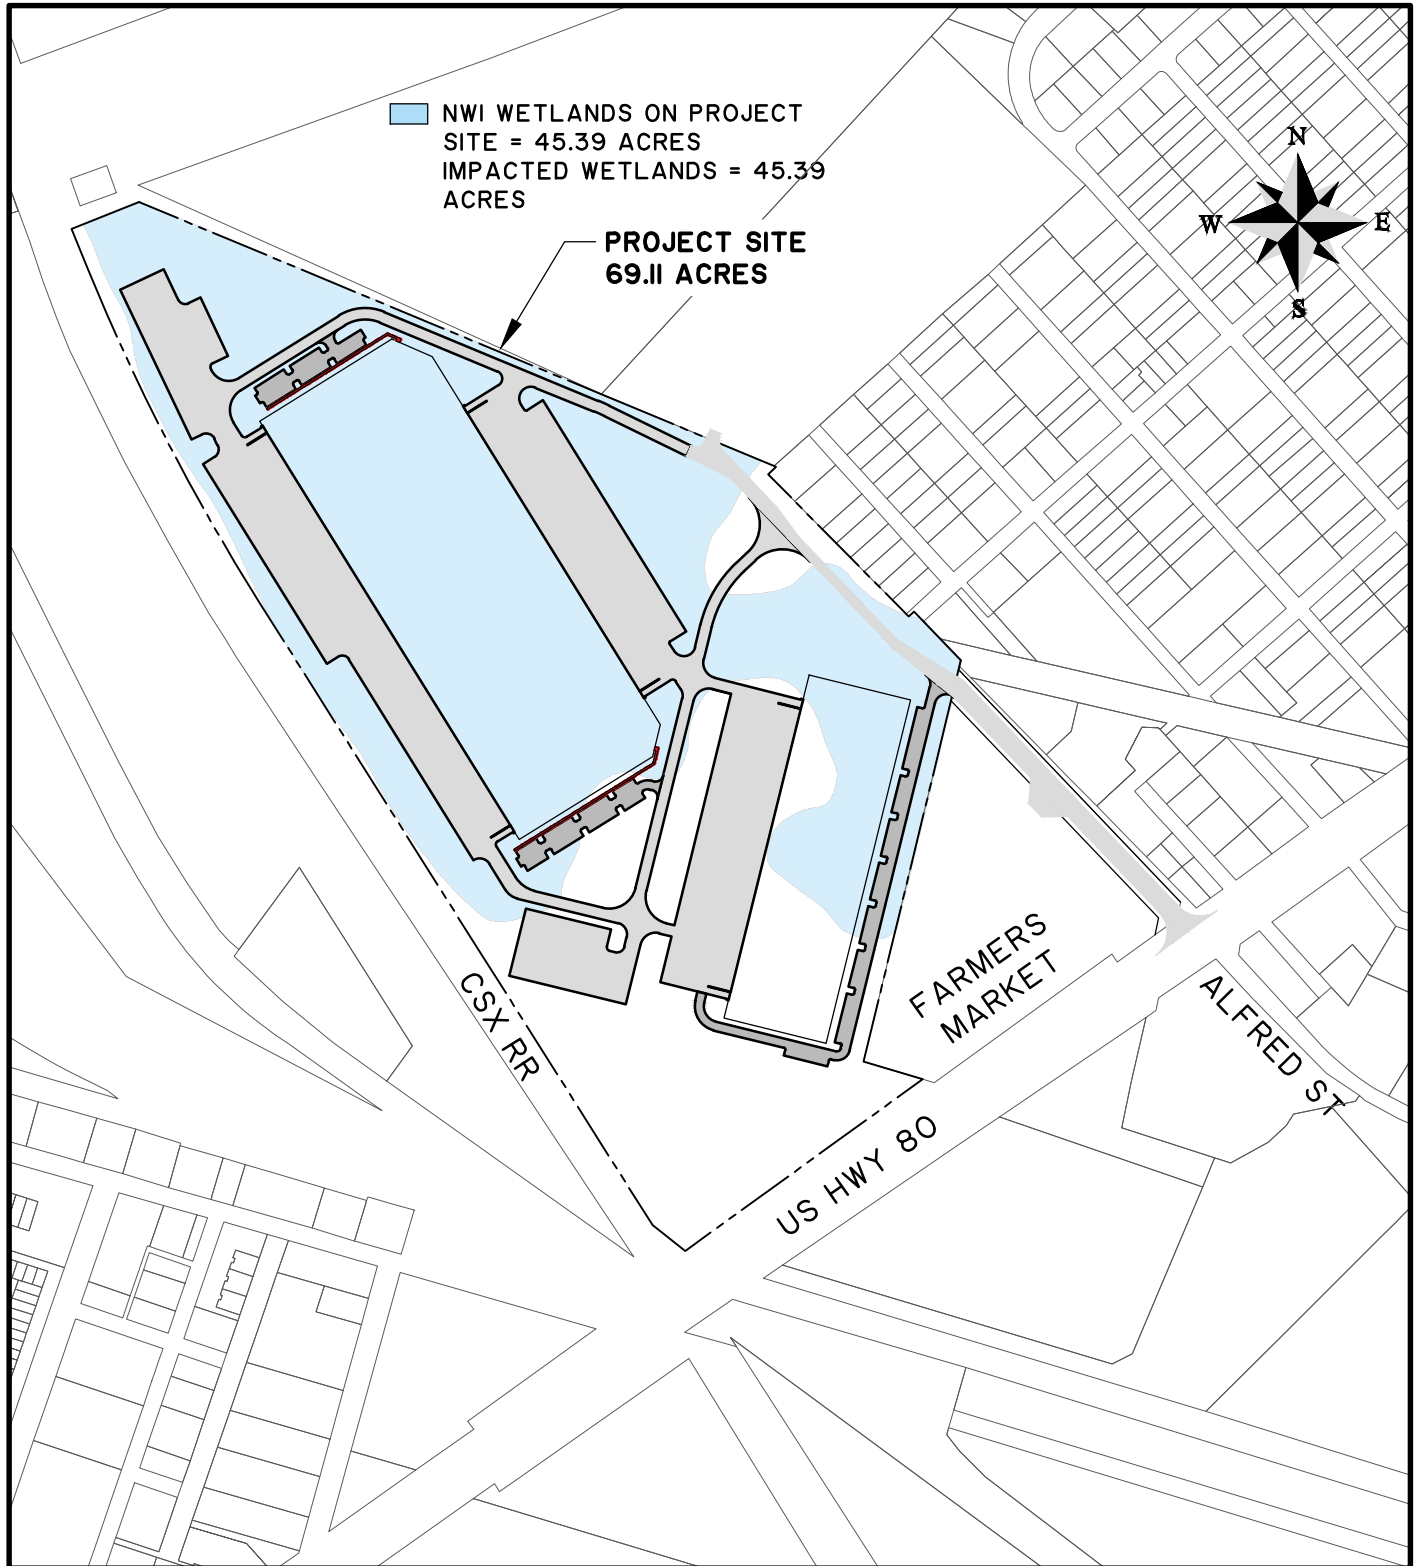 NWI WETLANDS ON PROJECT
SITE = 45.39 ACRES
IMPACTED WETLANDS = 45.39
ACRES
N
W
E
S
PROJECT SITE
69.11 ACRES
FARMERS
MARKET
CSX RR
ALFRED ST
US HWY 80